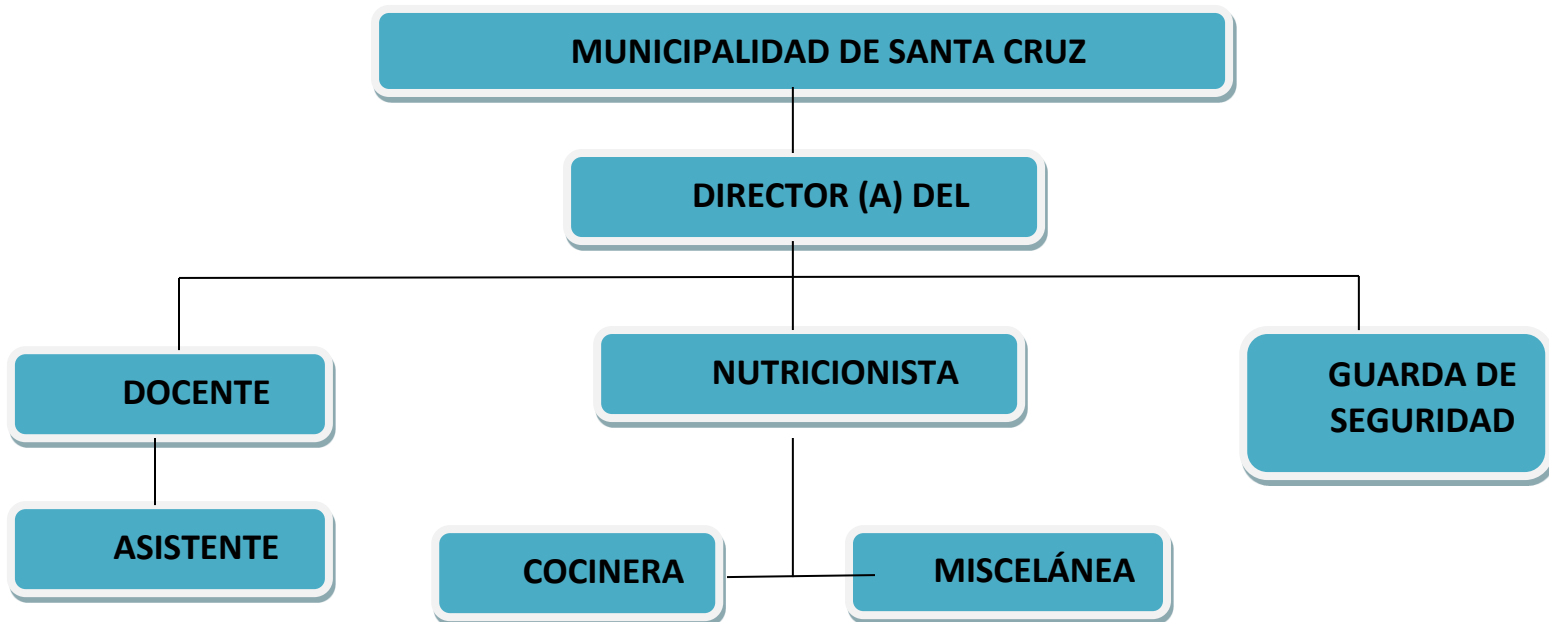 MUNICIPALIDAD DE SANTA CRUZ
DIRECTOR (A) DEL
DOCENTE
NUTRICIONISTA
GUARDA DE
SEGURIDAD
ASISTENTE
COCINERA
MISCELÁNEA